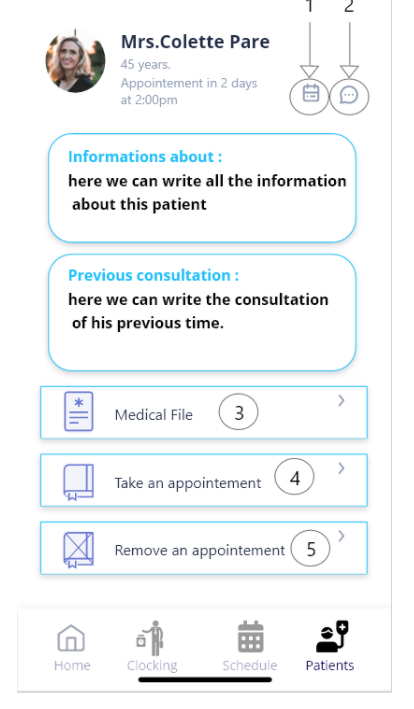 1 2
Mrs.Colette Pare
45 years.
Appointement in 2 days
at 2:00pm
Informations about :
here we can write all the information
about this patient
Previous consultation :
here we can write the consultation
of his previous time.
Medical File 3
Take an appointement 4
Remove an appointement 5
Home Clocking Schedule Patients